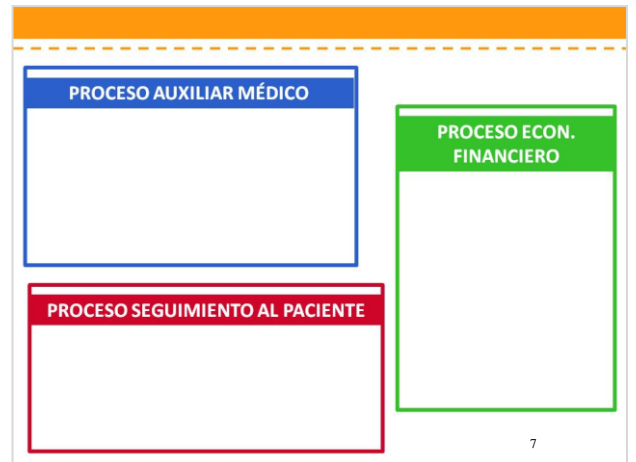 PROCESO AUXILIAR MÉDICO
PROCESO ECON.
FINANCIERO
PROCESO SEGUIMIENTO AL PACIENTE
7